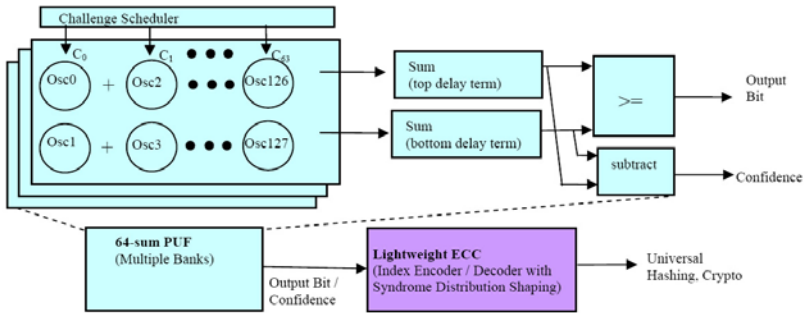 Challenge Scheduler
C0 C1 C63
Osc0 + Osc2 Osc126
Osc1 + Osc3 Osc127
Sum
(top delay term)
Sum
(bottom delay term)
>=
subtract
Output
Bit
Confidence
64-sum PUF
(Multiple Banks)
Output Bit /
Confidence
Lightweight ECC
(Index Encoder / Decoder with
Syndrome Distribution Shaping)
Universal
Hashing, Crypto